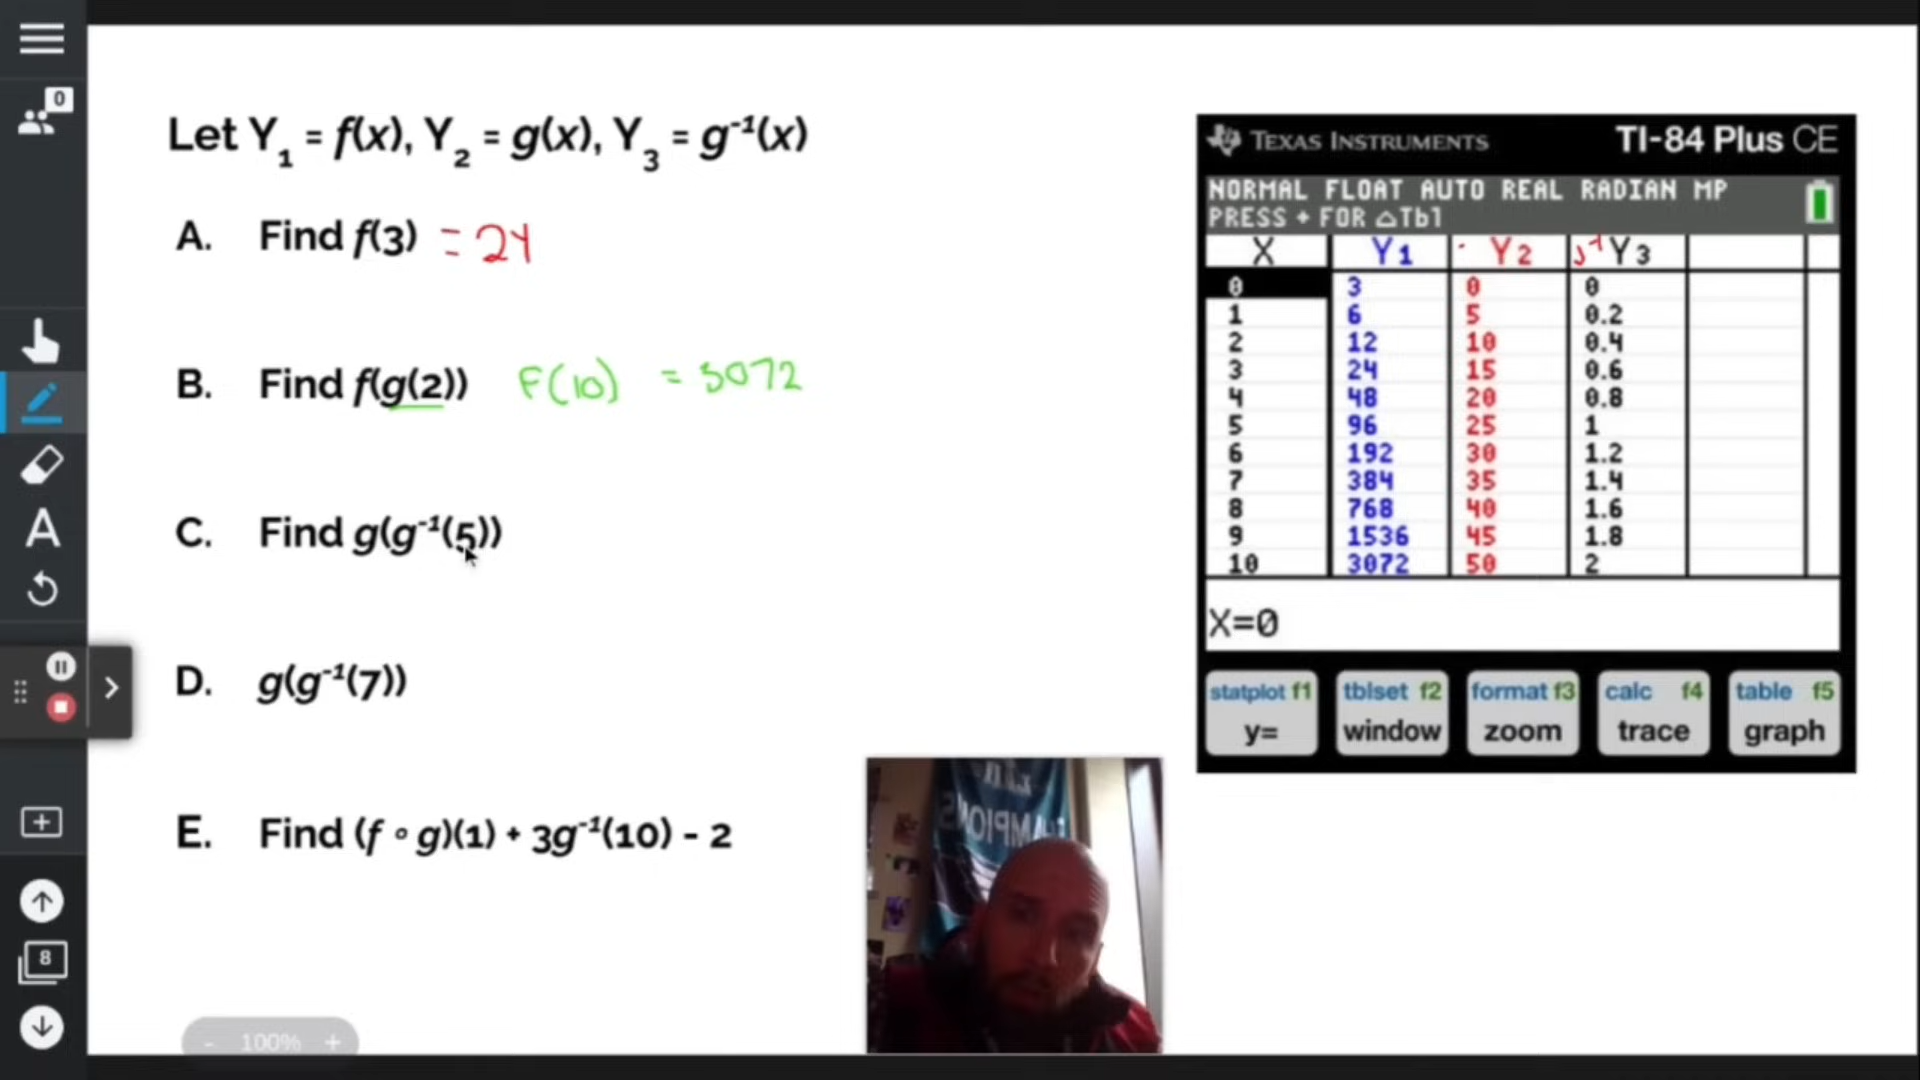 0
Let Y₁ = f(x), Y₂ = g(x), Y₃ = g⁻¹(x)
A. Find f(3) = 24
B. Find f(g(2)) F(10) = 3072
C. Find g(g⁻¹(5))
D. g(g⁻¹(7))
E. Find (f ∘ g)(1) + 3g⁻¹(10) - 2
TEXAS INSTRUMENTS TI-84 Plus CE
NORMAL FLOAT AUTO REAL RADIAN MP
PRESS + FOR △Tbl
X Y1 Y2 Y3
0 3 0 0
1 6 5 0.2
2 12 10 0.4
3 24 15 0.6
4 48 20 0.8
5 96 25 1
6 192 30 1.2
7 384 35 1.4
8 768 40 1.6
9 1536 45 1.8
10 3072 50 2
X=0
statplot f1 tblset f2 format f3 calc f4 table f5
y= window zoom trace graph
A
8
- 100% +